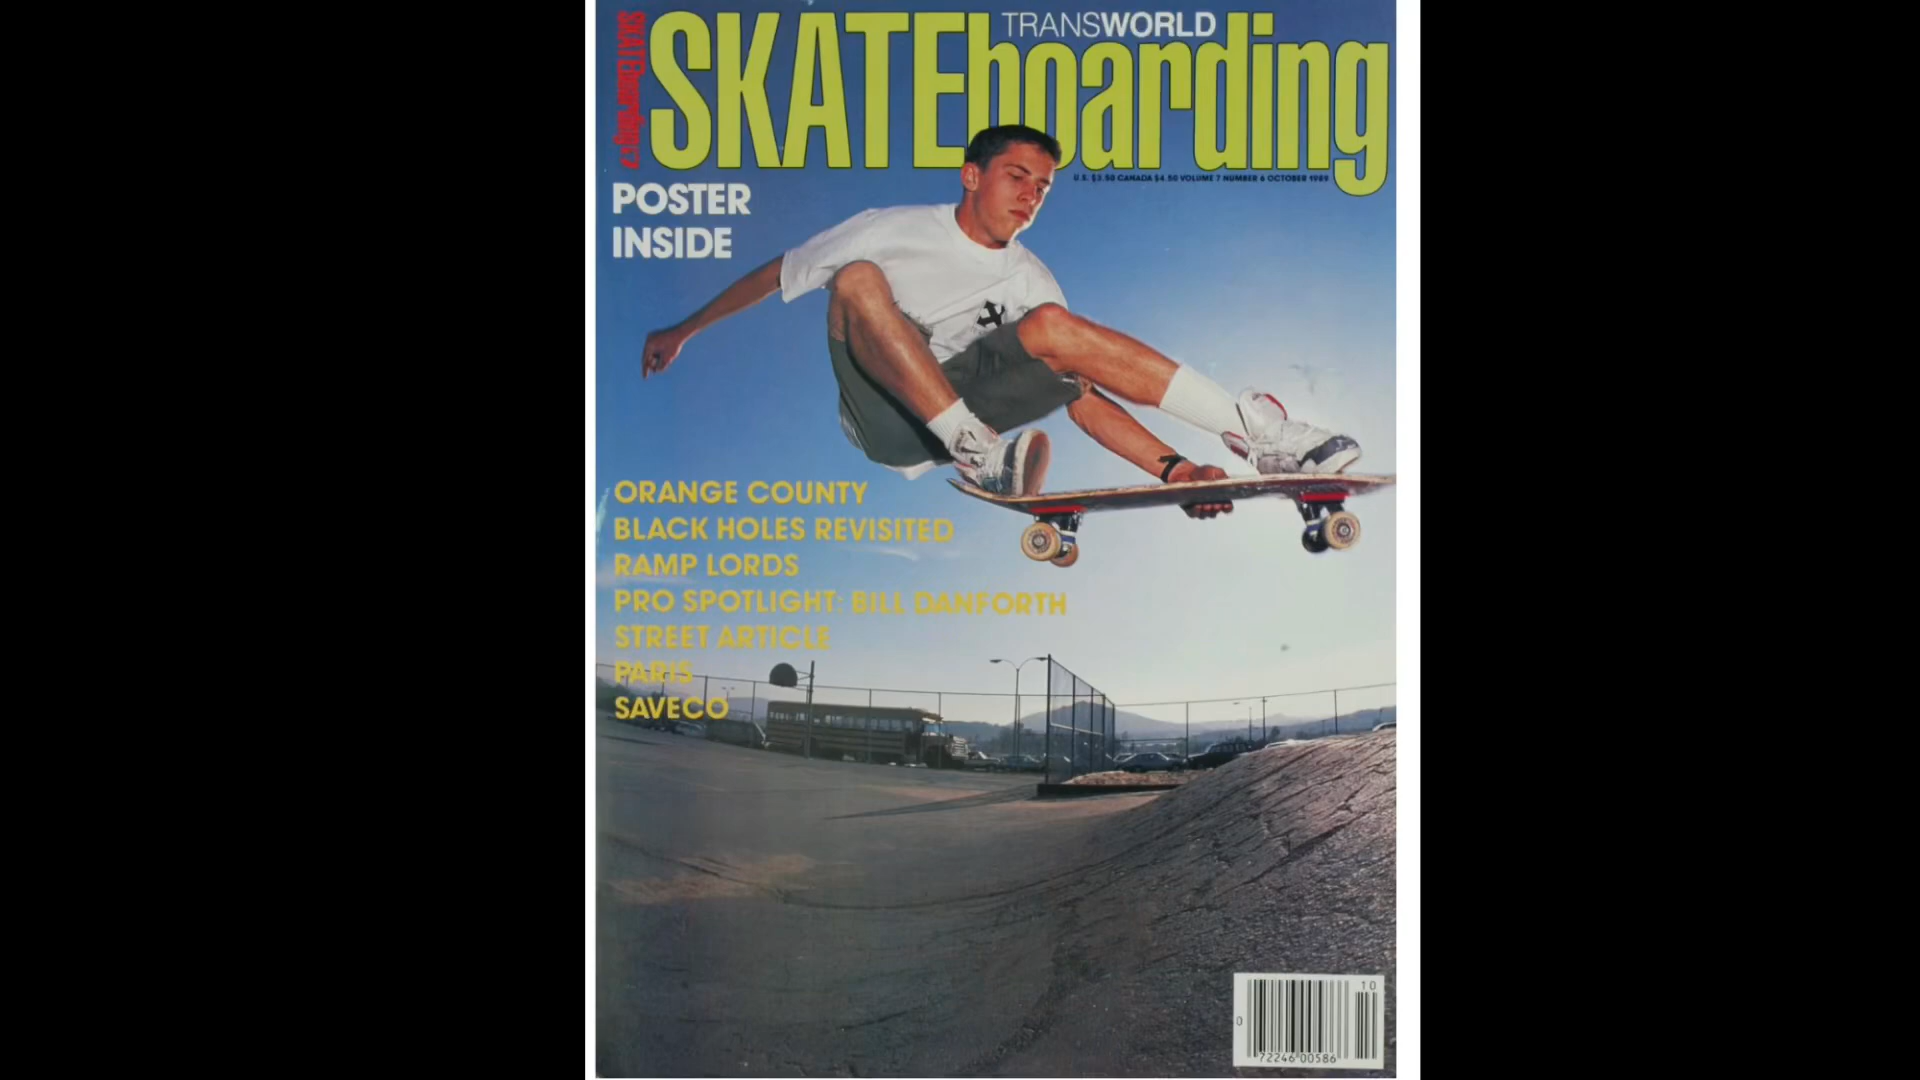 TRANSWORLD
SKATEboarding
SKATEboarding
U.S. $3.50 CANADA $4.50 VOLUME 7 NUMBER 6 OCTOBER 1989
POSTER
INSIDE
ORANGE COUNTY
BLACK HOLES REVISITED
RAMP LORDS
PRO SPOTLIGHT: BILL DANFORTH
STREET ARTICLE
PARIS
SAVECO
10
0
72246 00586